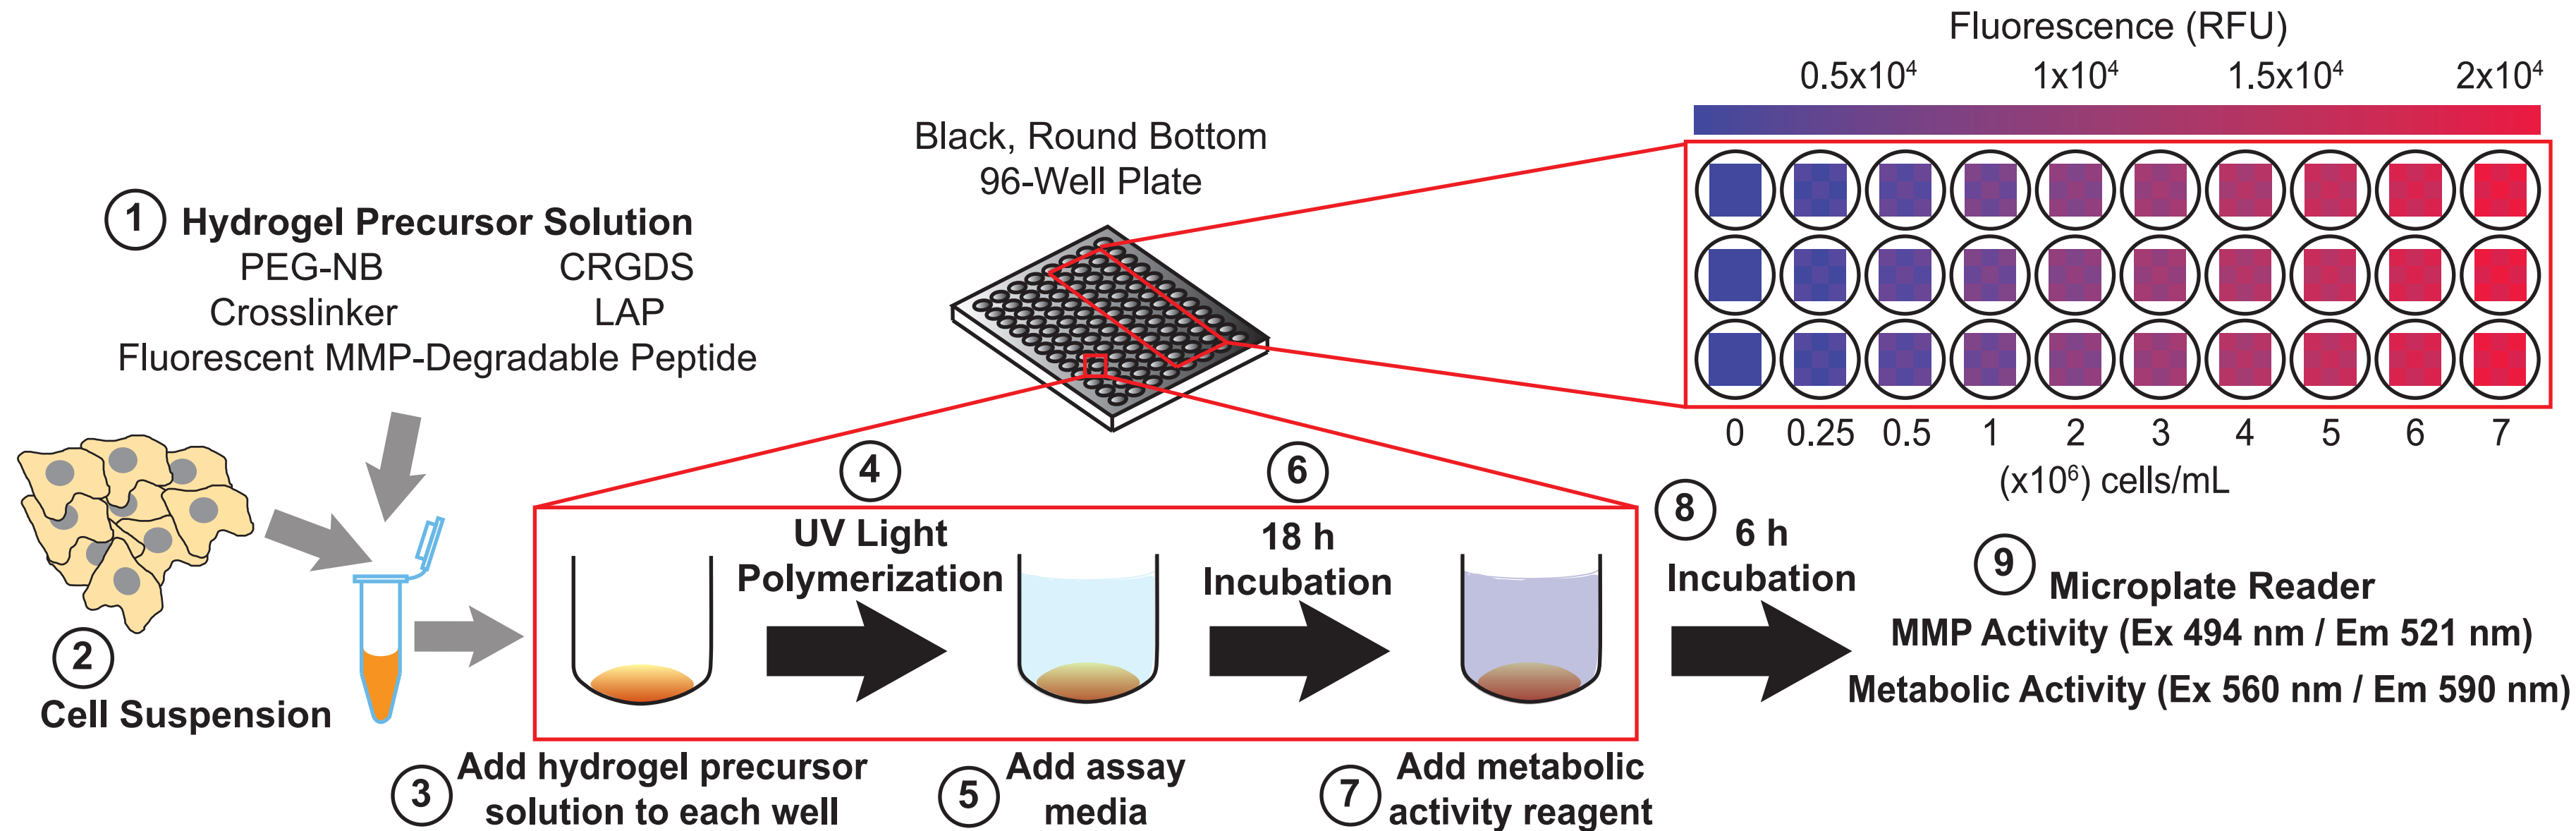 Fluorescence (RFU)
0.5x10⁴ 1x10⁴ 1.5x10⁴ 2x10⁴
Black, Round Bottom
96-Well Plate
1 Hydrogel Precursor Solution
PEG-NB CRGDS
Crosslinker LAP
Fluorescent MMP-Degradable Peptide
0 0.25 0.5 1 2 3 4 5 6 7
(x10⁶) cells/mL
2
Cell Suspension
4
UV Light
Polymerization
6
18 h
Incubation
8
6 h
Incubation
3 Add hydrogel precursor
solution to each well
5 Add assay
media
7 Add metabolic
activity reagent
9 Microplate Reader
MMP Activity (Ex 494 nm / Em 521 nm)
Metabolic Activity (Ex 560 nm / Em 590 nm)